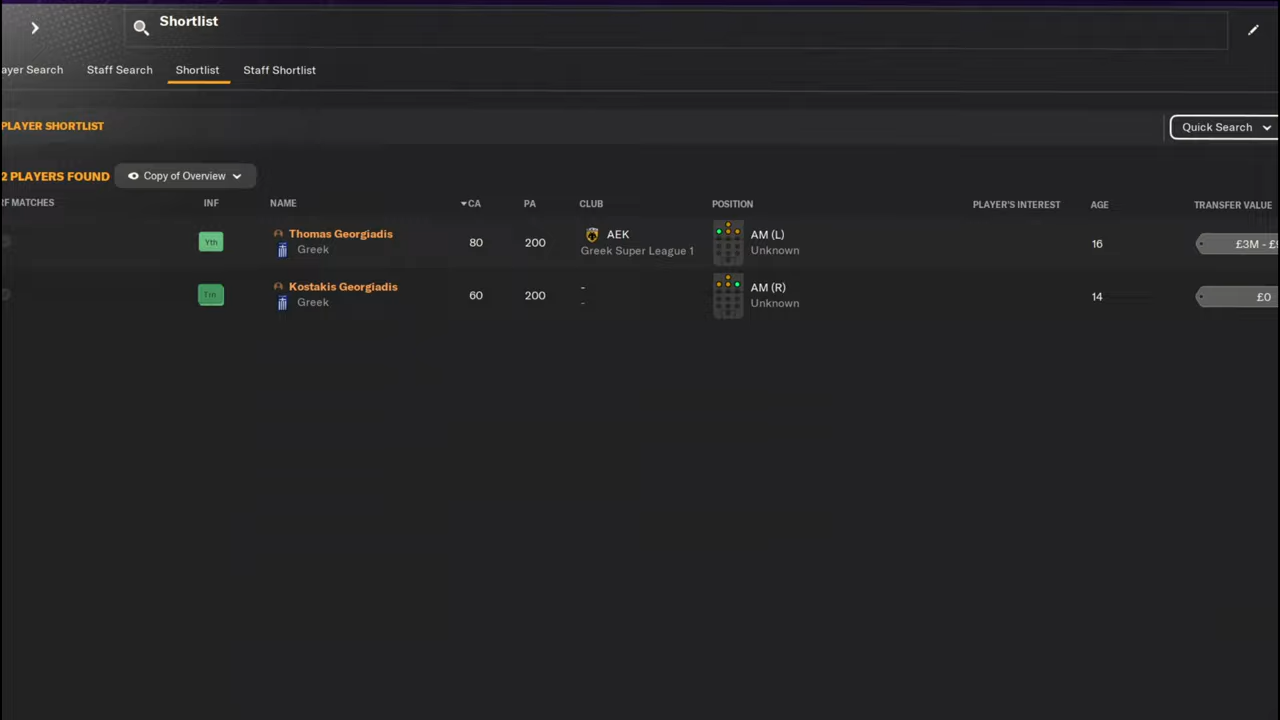 Shortlist
ayer Search Staff Search Shortlist Staff Shortlist
PLAYER SHORTLIST Quick Search
2 PLAYERS FOUND Copy of Overview
RF MATCHES INF NAME CA PA CLUB POSITION PLAYER'S INTEREST AGE TRANSFER VALUE
Yth Thomas Georgiadis 80 200 AEK AM (L) 16 £3M - £9
Greek Greek Super League 1 Unknown
Trn Kostakis Georgiadis 60 200 - AM (R) 14 £0
Greek - Unknown